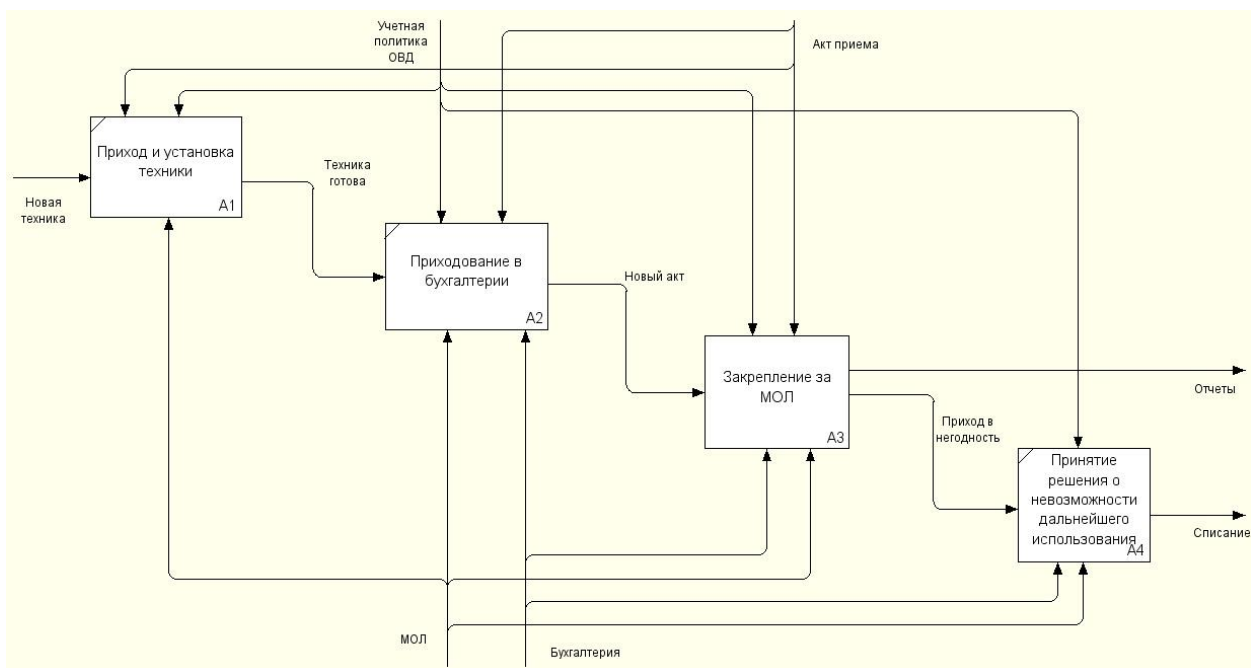 Учетная
политика
ОВД
Акт приема
Приход и установка
техники
A1
Новая
техника
Техника
готова
Приходование в
бухгалтерии
A2
Новый акт
Закрепление за
МОЛ
A3
Отчеты
Приход в
негодность
Принятие
решения о
невозможности
дальнейшего
использования
A4
Списание
МОЛ
Бухгалтерия